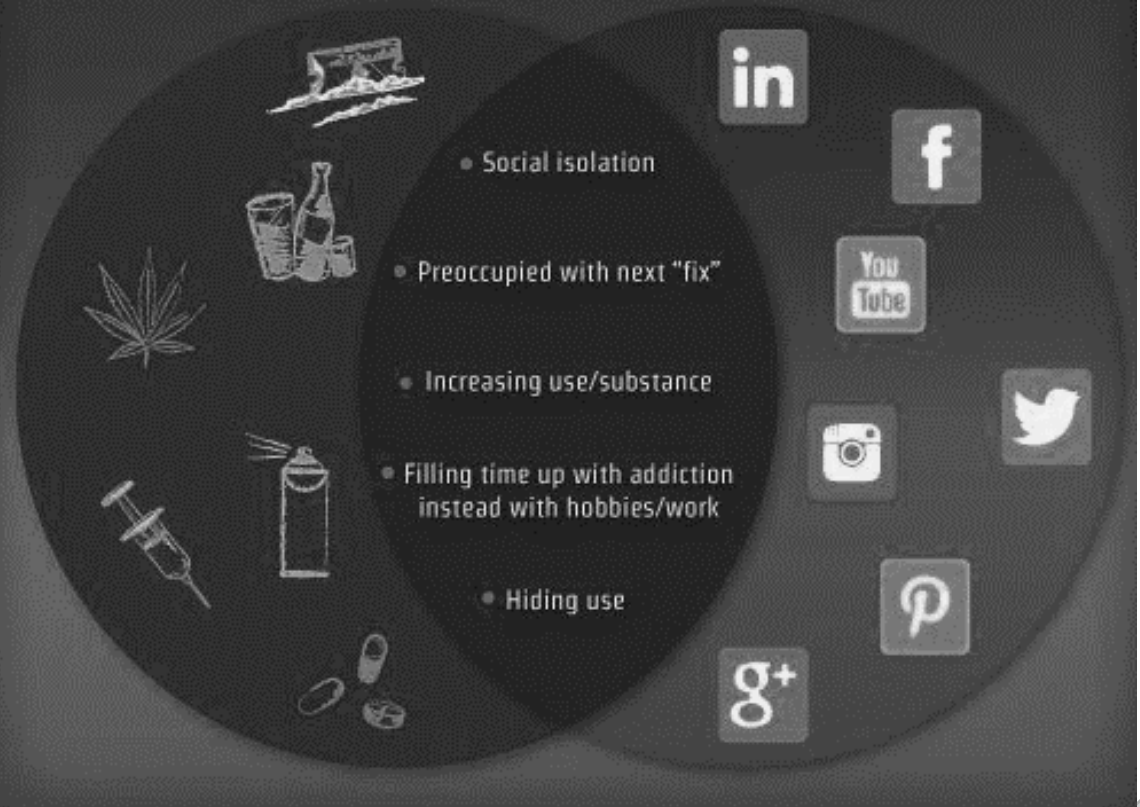 in
f
Social isolation
You
Tube
Preoccupied with next “fix”
Increasing use/substance
Filling time up with addiction
instead with hobbies/work
Hiding use
g+